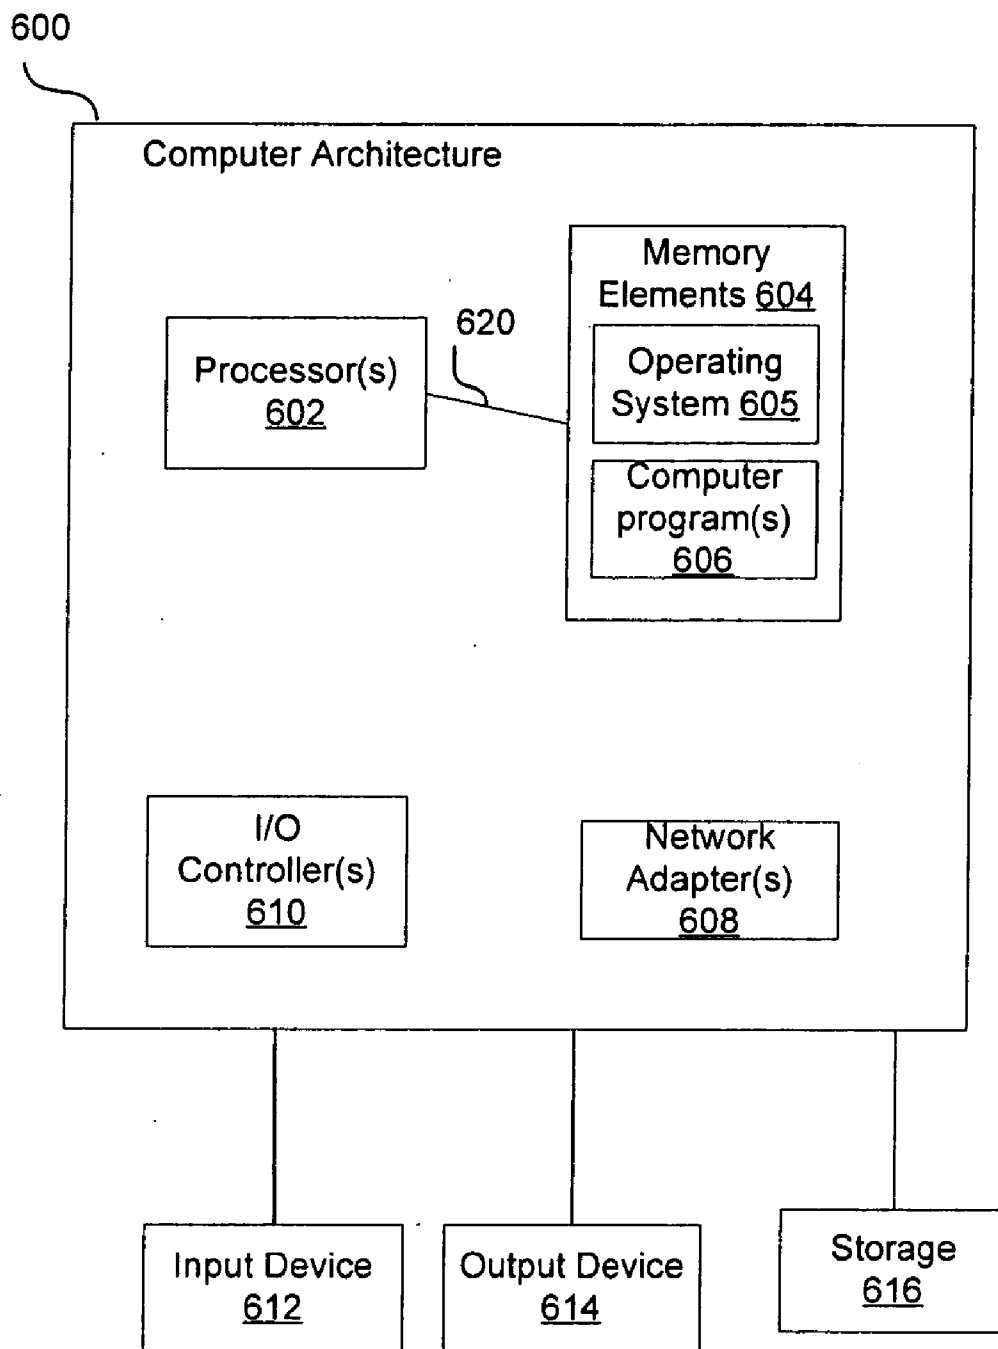 600
Computer Architecture
Memory
Elements 604
620
Processor(s)
602
Operating
System 605
Computer
program(s)
606
I/O
Controller(s)
610
Network
Adapter(s)
608
Input Device
612
Output Device
614
Storage
616